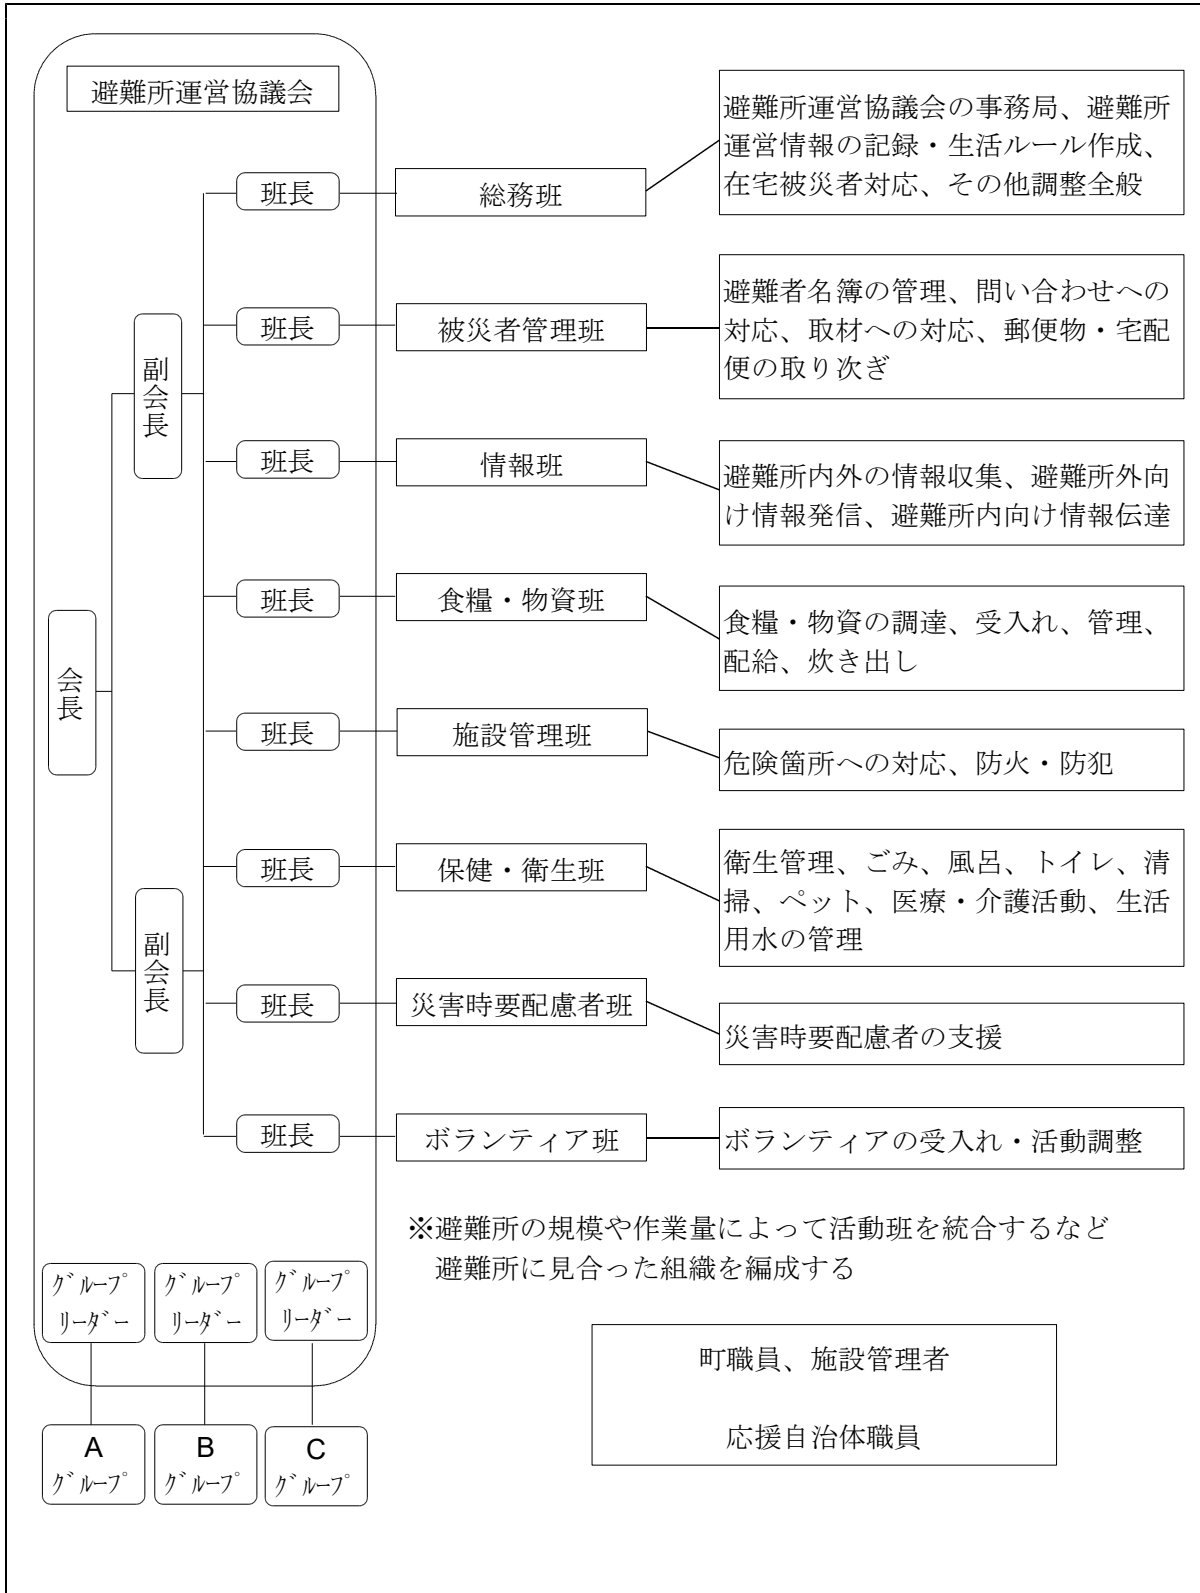 避難所運営協議会
班長
総務班
避難所運営協議会の事務局、避難所
運営情報の記録・生活ルール作成、
在宅被災者対応、その他調整全般
班長
被災者管理班
避難者名簿の管理、問い合わせへの
対応、取材への対応、郵便物・宅配
便の取り次ぎ
副会長
班長
情報班
避難所内外の情報収集、避難所外向
け情報発信、避難所内向け情報伝達
班長
食糧・物資班
食糧・物資の調達、受入れ、管理、
配給、炊き出し
会長
班長
施設管理班
危険箇所への対応、防火・防犯
班長
保健・衛生班
衛生管理、ごみ、風呂、トイレ、清
掃、ペット、医療・介護活動、生活
用水の管理
副会長
班長
災害時要配慮者班
災害時要配慮者の支援
班長
ボランティア班
ボランティアの受入れ・活動調整
※避難所の規模や作業量によって活動班を統合するなど
避難所に見合った組織を編成する
ｸﾞﾙｰﾌﾟ
ﾘｰﾀﾞｰ
ｸﾞﾙｰﾌﾟ
ﾘｰﾀﾞｰ
ｸﾞﾙｰﾌﾟ
ﾘｰﾀﾞｰ
町職員、施設管理者
応援自治体職員
A
ｸﾞﾙｰﾌﾟ
B
ｸﾞﾙｰﾌﾟ
C
ｸﾞﾙｰﾌﾟ